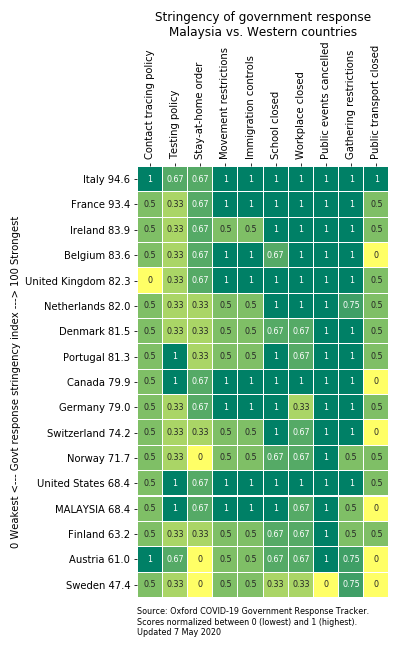 Stringency of government response
Malaysia vs. Western countries
Contact tracing policy
Testing policy
Stay-at-home order
Movement restrictions
Immigration controls
School closed
Workplace closed
Public events cancelled
Gathering restrictions
Public transport closed
0 Weakest <--- Govt response stringency index ---> 100 Strongest
Italy 94.6 1 0.67 0.67 1 1 1 1 1 1 1
France 93.4 0.5 0.33 0.67 1 1 1 1 1 1 0.5
Ireland 83.9 0.5 0.33 0.67 0.5 0.5 1 1 1 1 0.5
Belgium 83.6 0.5 0.33 0.67 1 1 0.67 1 1 1 0
United Kingdom 82.3 0 0.33 0.67 1 1 1 1 1 1 0.5
Netherlands 82.0 0.5 0.33 0.33 0.5 0.5 1 1 1 0.75 0.5
Denmark 81.5 0.5 0.33 0.33 0.5 0.5 0.67 0.67 1 1 0.5
Portugal 81.3 0.5 1 0.33 0.5 0.5 1 0.67 1 1 0.5
Canada 79.9 0.5 1 0.67 1 1 1 1 1 1 0
Germany 79.0 0.5 0.33 0.67 1 1 1 0.33 1 1 0.5
Switzerland 74.2 0.5 0.33 0.33 0.5 0.5 1 0.67 1 1 0
Norway 71.7 0.5 0.33 0 0.5 0.5 0.67 0.67 1 0.5 0.5
United States 68.4 0.5 1 0.67 1 1 1 1 1 1 0.5
MALAYSIA 68.4 0.5 1 0.67 1 1 1 0.67 1 0.5 0
Finland 63.2 0.5 0.33 0.33 0.5 0.5 0.67 0.67 1 0.5 0.5
Austria 61.0 1 0.67 0 0.5 0.5 0.67 0.67 1 0.75 0
Sweden 47.4 0.5 0.33 0 0.5 0.5 0.33 0.33 0 0.75 0
Source: Oxford COVID-19 Government Response Tracker.
Scores normalized between 0 (lowest) and 1 (highest).
Updated 7 May 2020